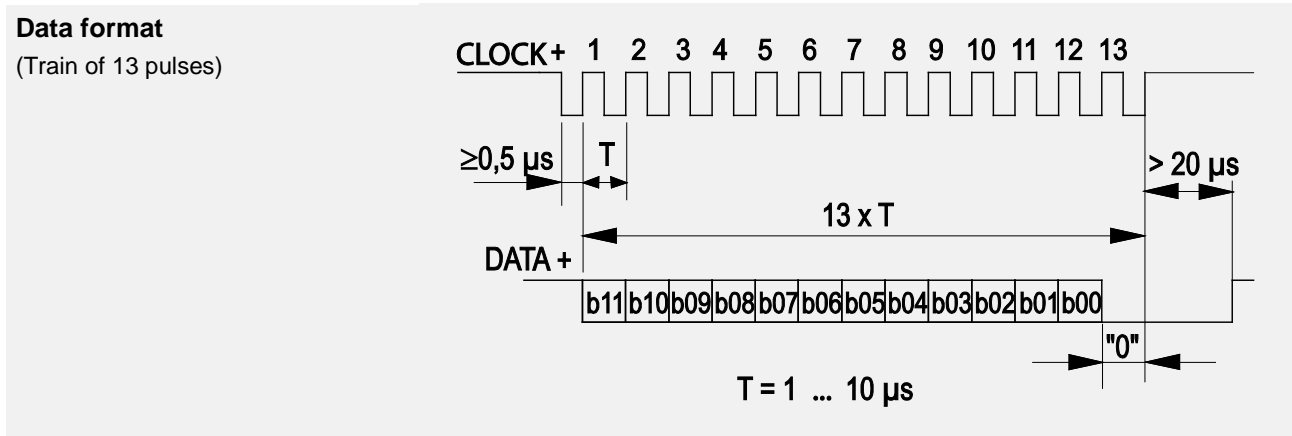 Data format
(Train of 13 pulses)
CLOCK+ 1 2 3 4 5 6 7 8 9 10 11 12 13
≥0,5 µs T > 20 µs
13 x T
DATA +
b11 b10 b09 b08 b07 b06 b05 b04 b03 b02 b01 b00
"0"
T = 1 ... 10 µs